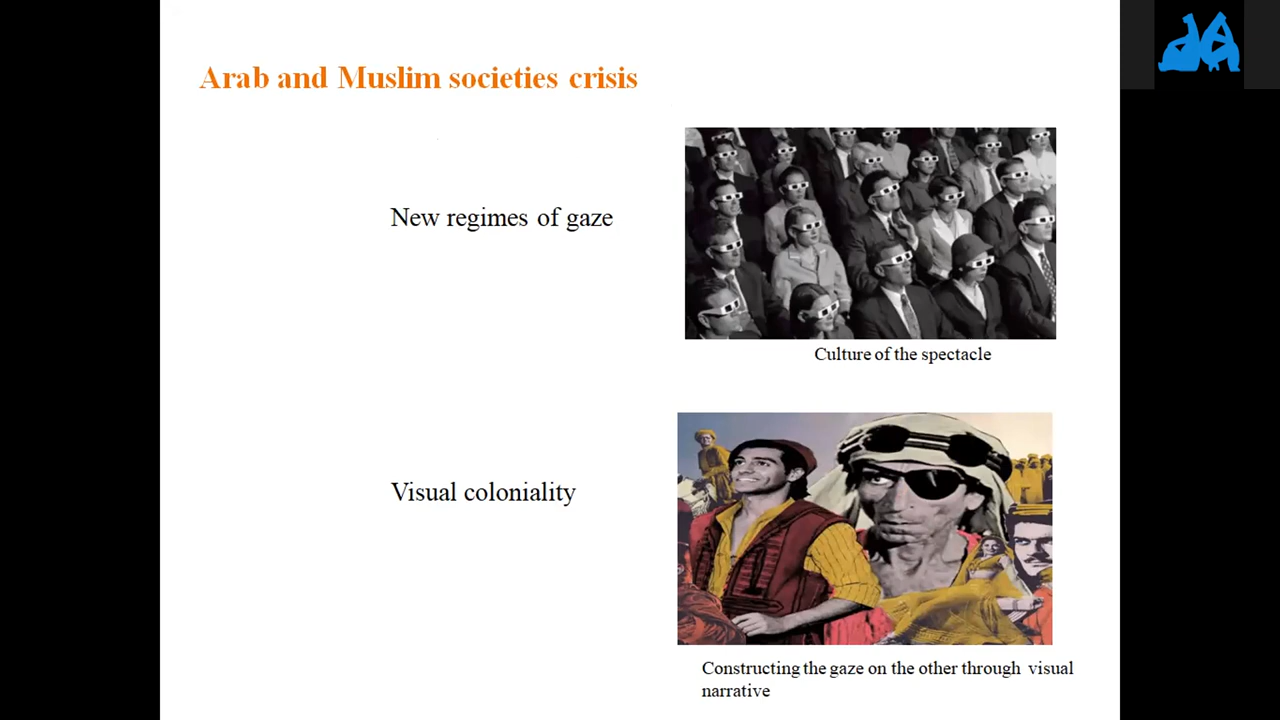 Arab and Muslim societies crisis
New regimes of gaze
Culture of the spectacle
Visual coloniality
Constructing the gaze on the other through visual
narrative